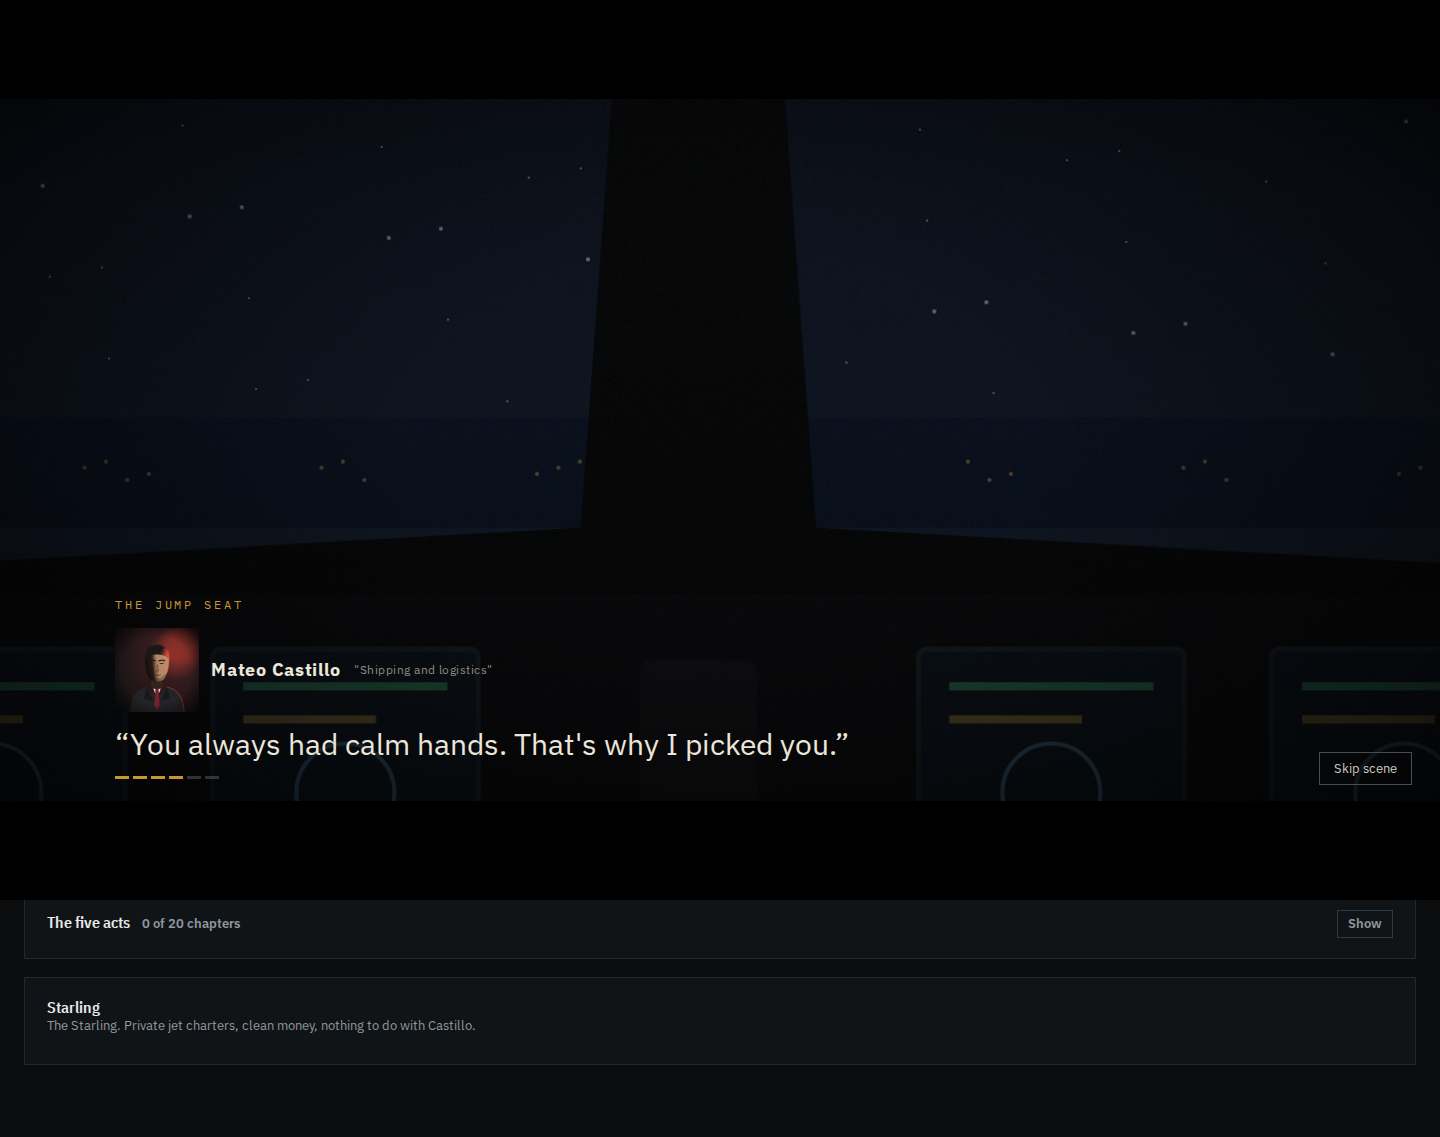 THE JUMP SEAT
Mateo Castillo "Shipping and logistics"
“You always had calm hands. That's why I picked you.”
Skip scene
The five acts 0 of 20 chapters
Show
Starling
The Starling. Private jet charters, clean money, nothing to do with Castillo.